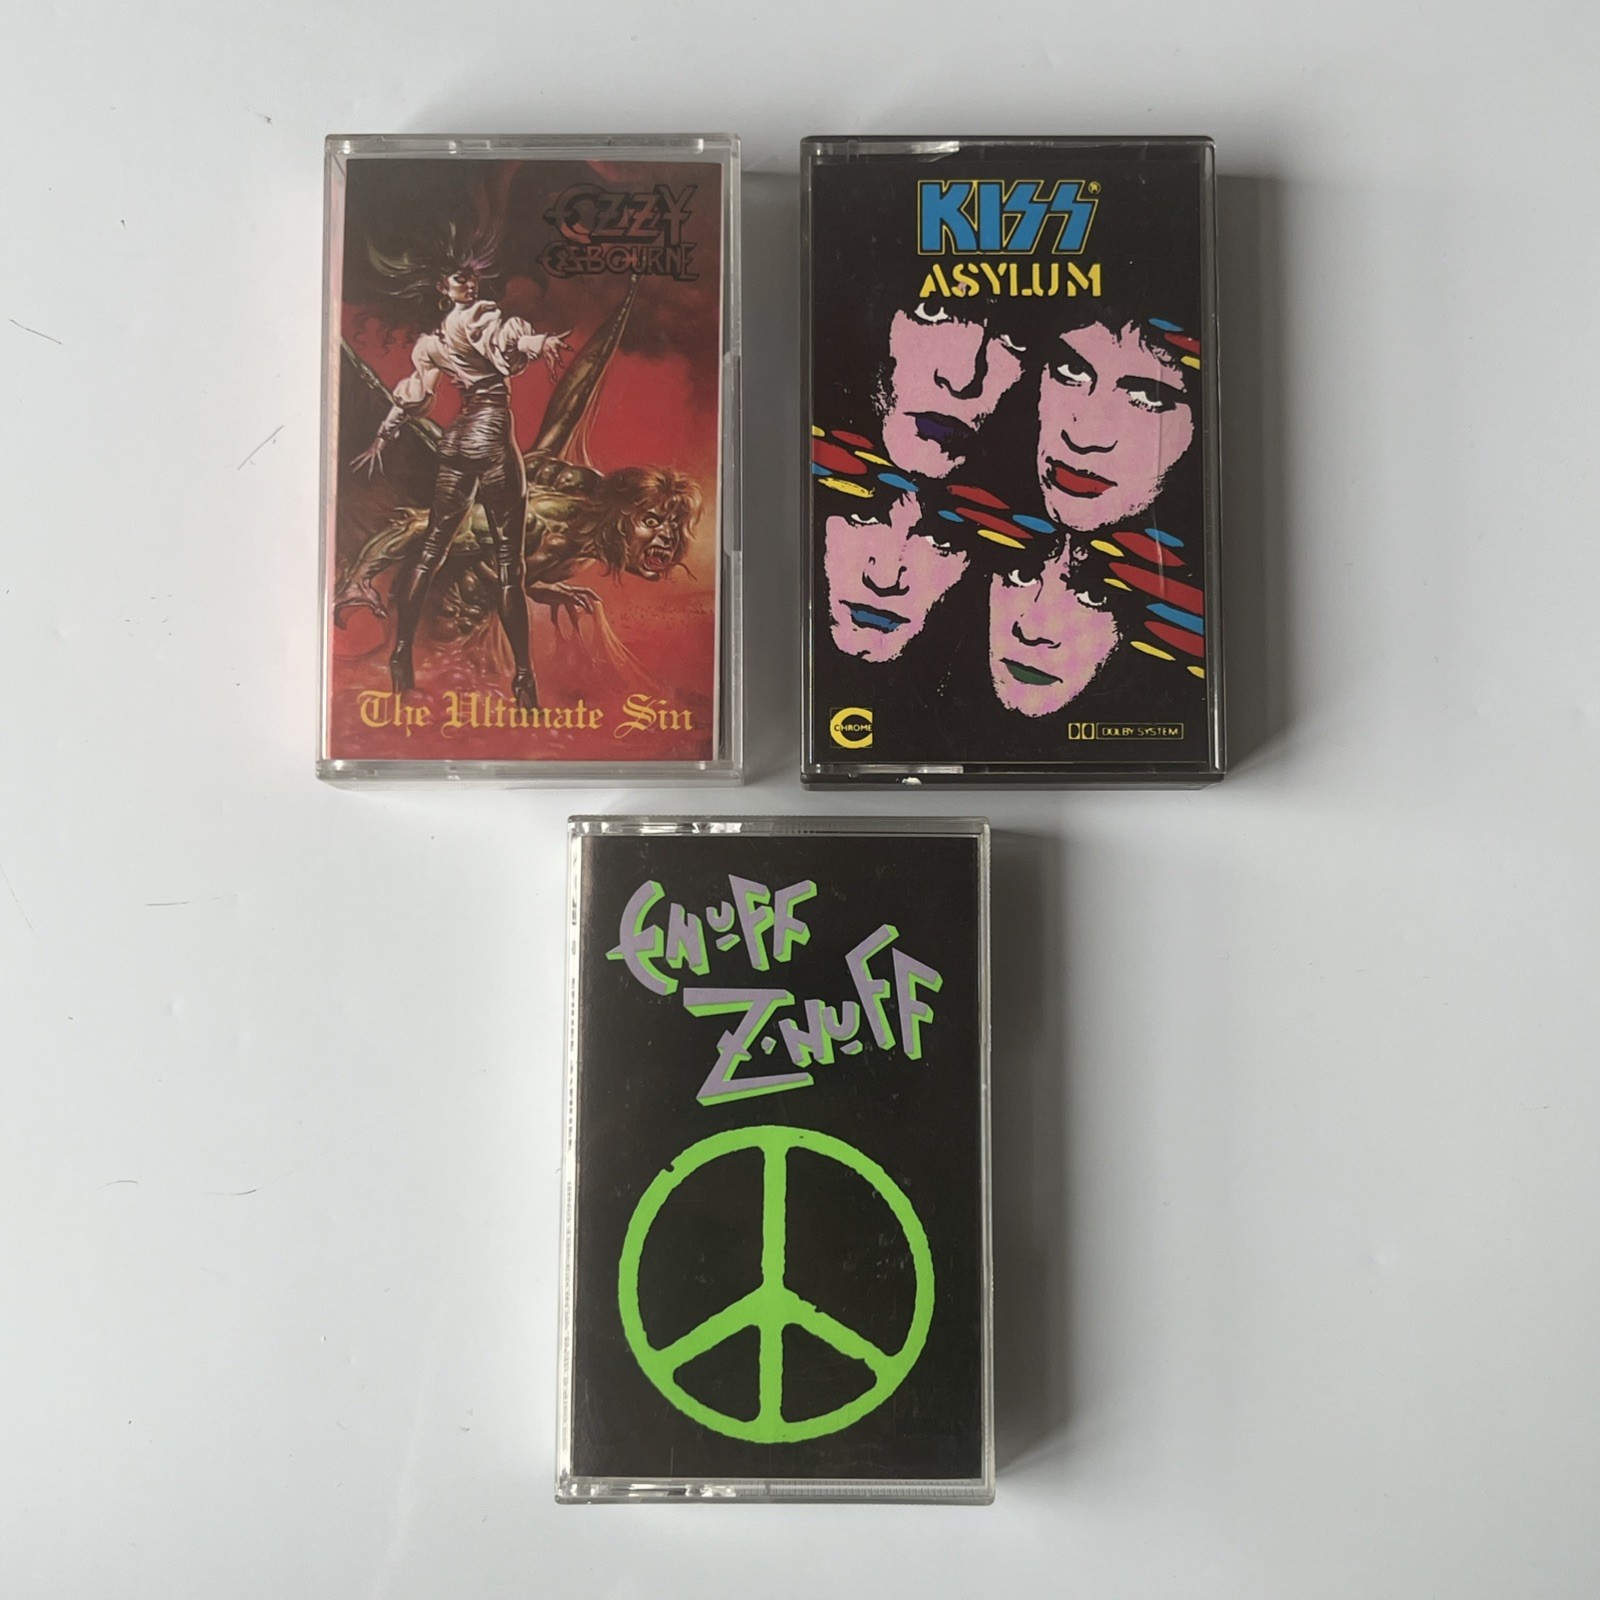 OZZY
OSBOURNE
The Ultimate Sin
KISS®
ASYLUM
CHROME
DOLBY SYSTEM
ENUFF
Z'NUFF